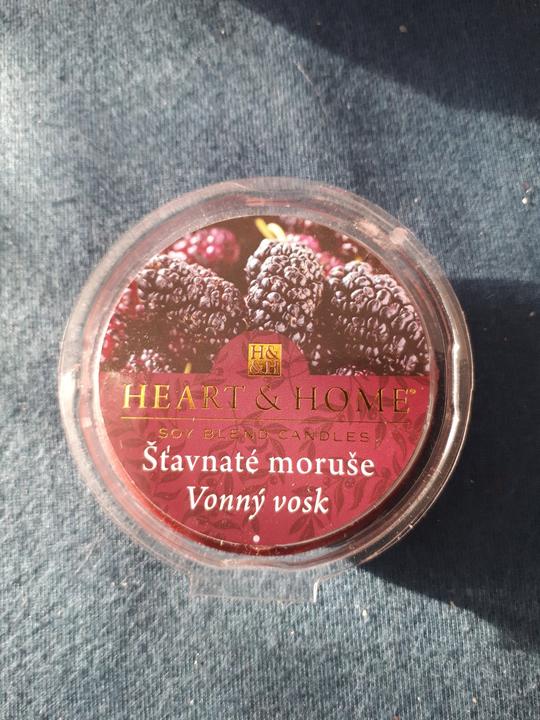 H&
&H
HEART & HOME®
SOY BLEND CANDLES
Šťavnaté moruše
Vonný vosk